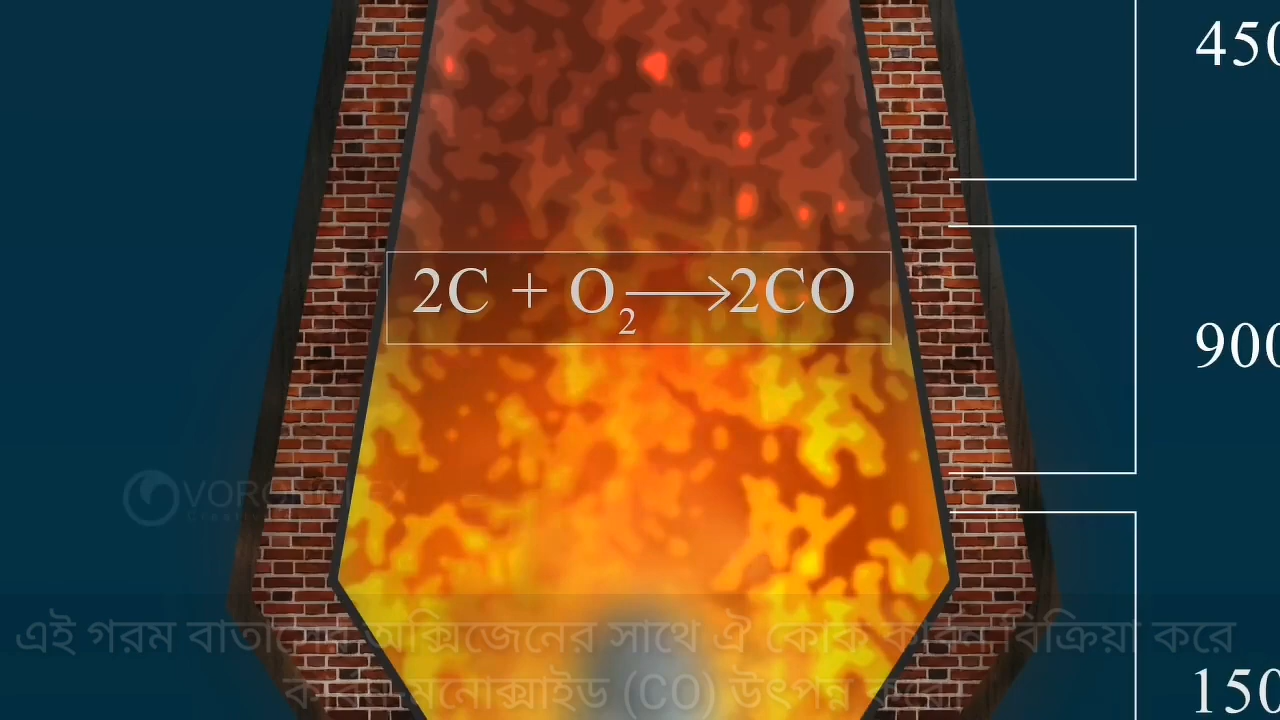 450
2C + O₂ ⟶ 2CO
900
এই গরম বাতাসের অক্সিজেনের সাথে ঐ কোক কার্বন বিক্রিয়া করে
কার্বন-মনোক্সাইড (CO) উৎপন্ন করে।
150